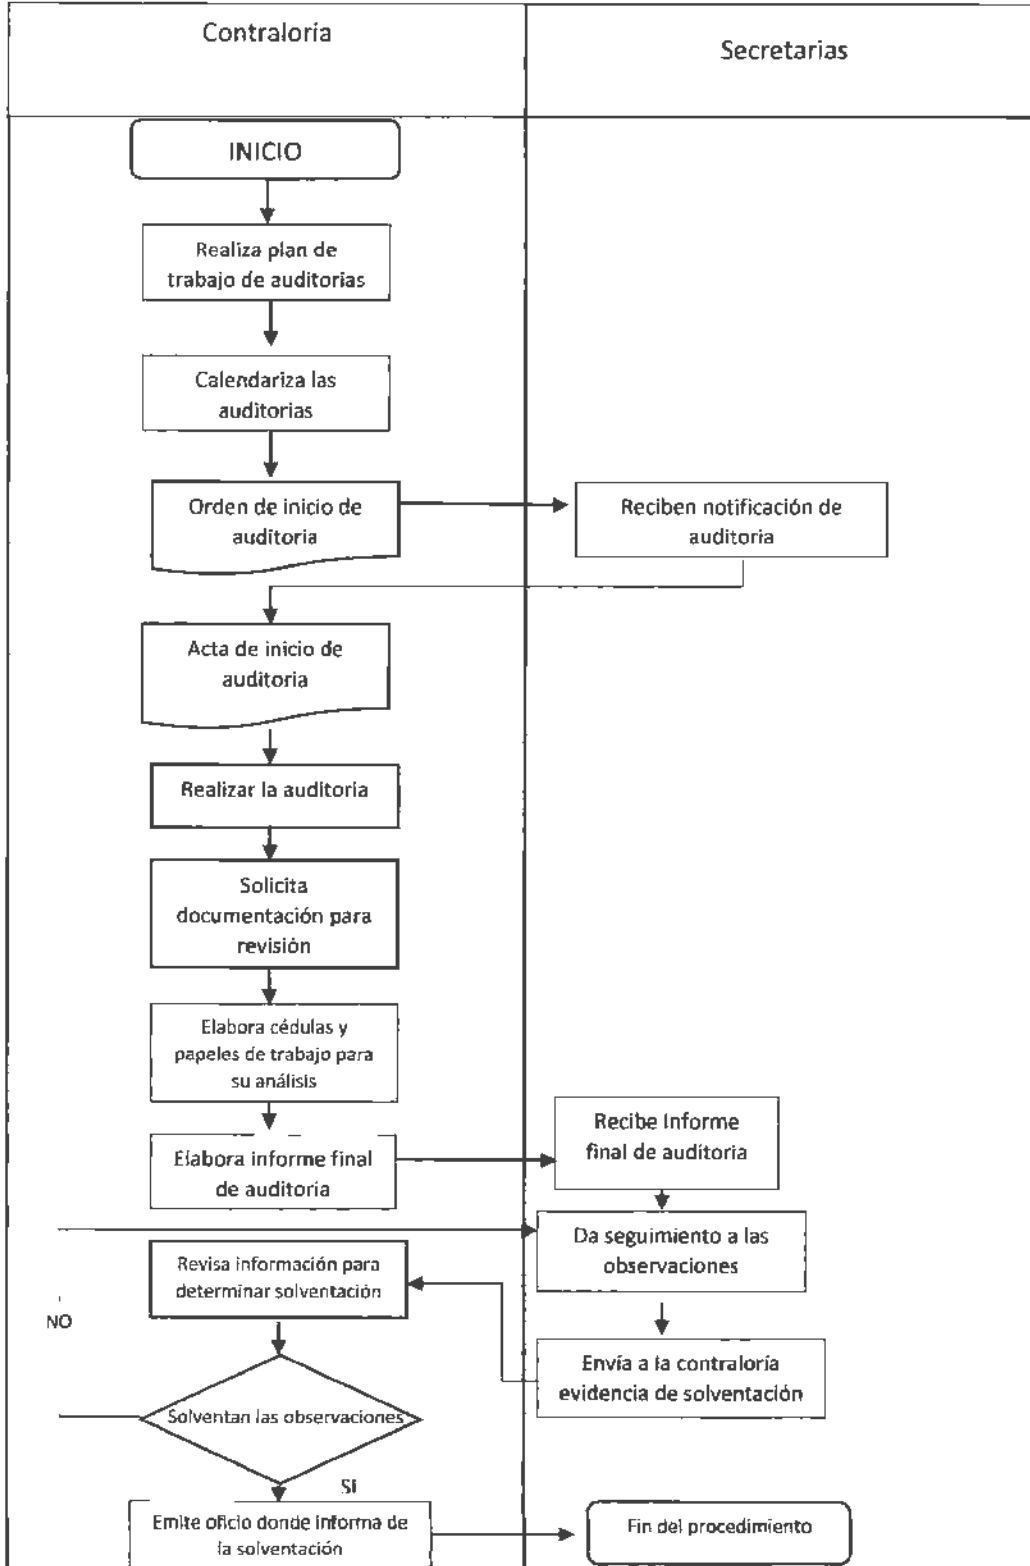 Contraloría
Secretarias
INICIO
Realiza plan de
trabajo de auditorias
Calendariza las
auditorias
Orden de inicio de
auditoria
Reciben notificación de
auditoria
Acta de inicio de
auditoria
Realizar la auditoria
Solicita
documentación para
revisión
Elabora cédulas y
papeles de trabajo para
su análisis
Elabora informe final
de auditoria
Recibe Informe
final de auditoria
Da seguimiento a las
observaciones
Revisa información para
determinar solventación
NO
Envía a la contraloría
evidencia de solventación
Solventan las observaciones
SI
Emite oficio donde informa de
la solventación
Fin del procedimiento